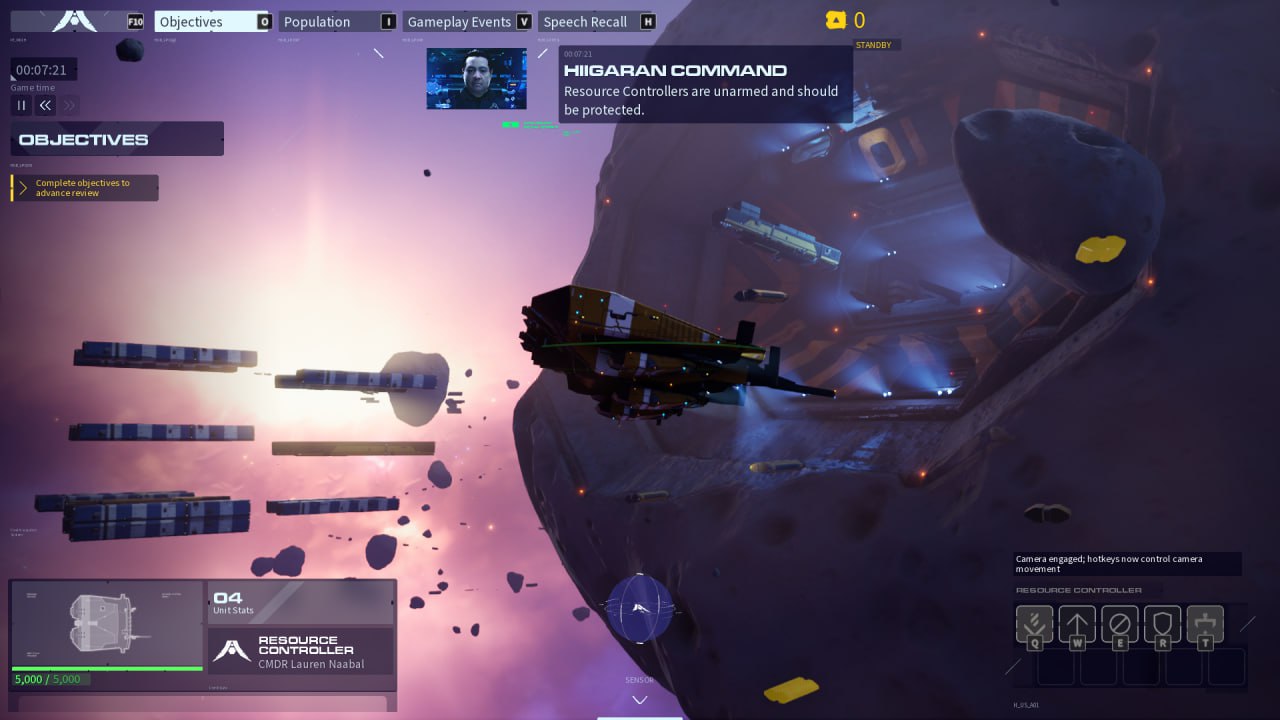 F10
Objectives O
Population I
Gameplay Events V
Speech Recall H
0
STANDBY
00:07:21
Game time
00:07:21
HIIGARAN COMMAND
Resource Controllers are unarmed and should
be protected.
OBJECTIVES
Complete objectives to
advance review
04
Unit Stats
RESOURCE
CONTROLLER
CMDR Lauren Naabal
5,000 / 5,000
SENSOR
Camera engaged; hotkeys now control camera
movement
RESOURCE CONTROLLER
Q W E R T